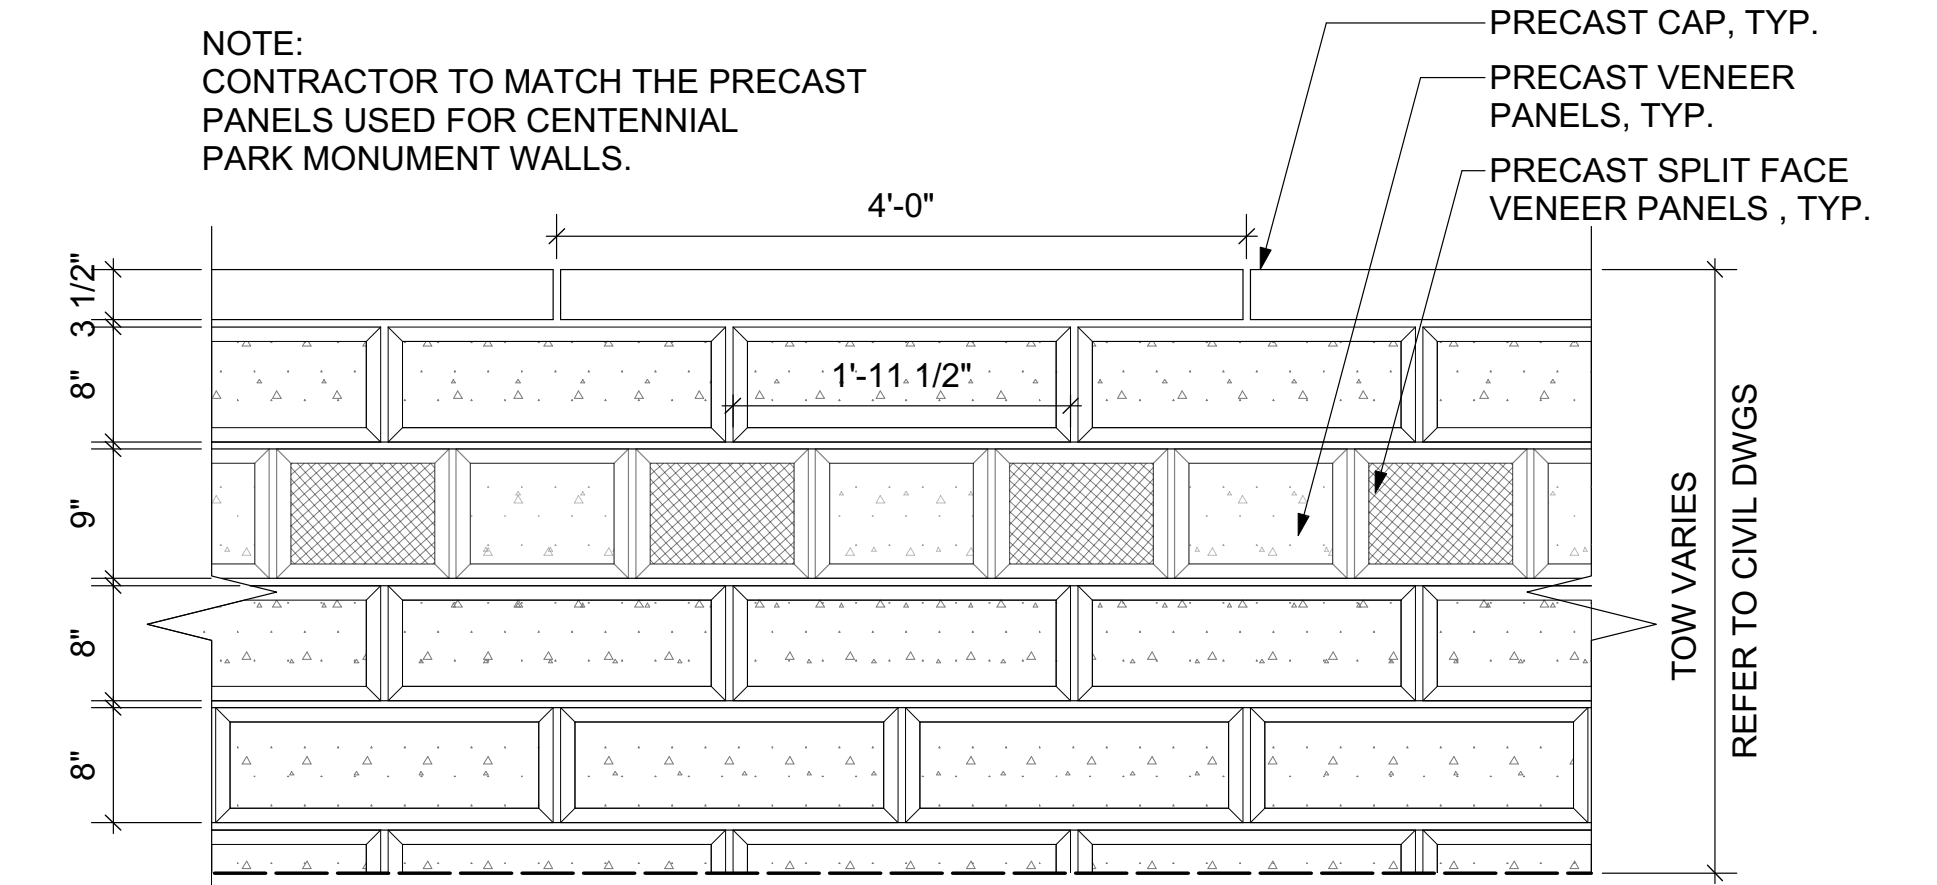 NOTE:
CONTRACTOR TO MATCH THE PRECAST
PANELS USED FOR CENTENNIAL
PARK MONUMENT WALLS.
PRECAST CAP, TYP.
PRECAST VENEER
PANELS, TYP.
PRECAST SPLIT FACE
VENEER PANELS , TYP.
4'-0"
3 1/2"
8"
1'-11 1/2"
9"
8"
8"
TOW VARIES
REFER TO CIVIL DWGS